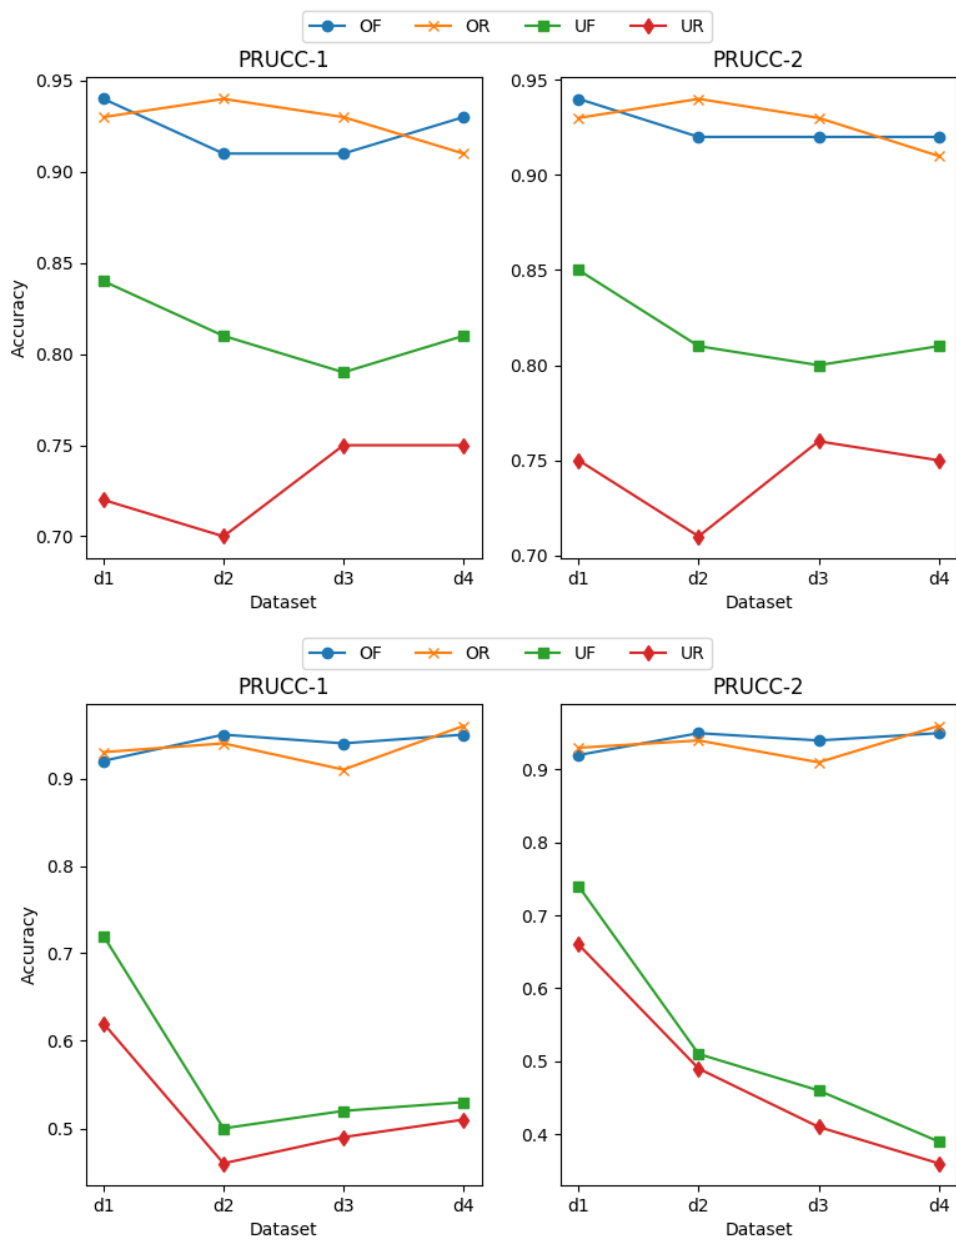 OF OR UF UR
PRUCC-1 PRUCC-2
0.95 0.95
0.90 0.90
0.85 0.85
0.80 0.80
0.75 0.75
0.70 0.70
Accuracy
d1 d2 d3 d4 d1 d2 d3 d4
Dataset Dataset
OF OR UF UR
PRUCC-1 PRUCC-2
0.9 0.9
0.8 0.8
0.7 0.7
0.6 0.6
0.5 0.5
0.4
Accuracy
d1 d2 d3 d4 d1 d2 d3 d4
Dataset Dataset